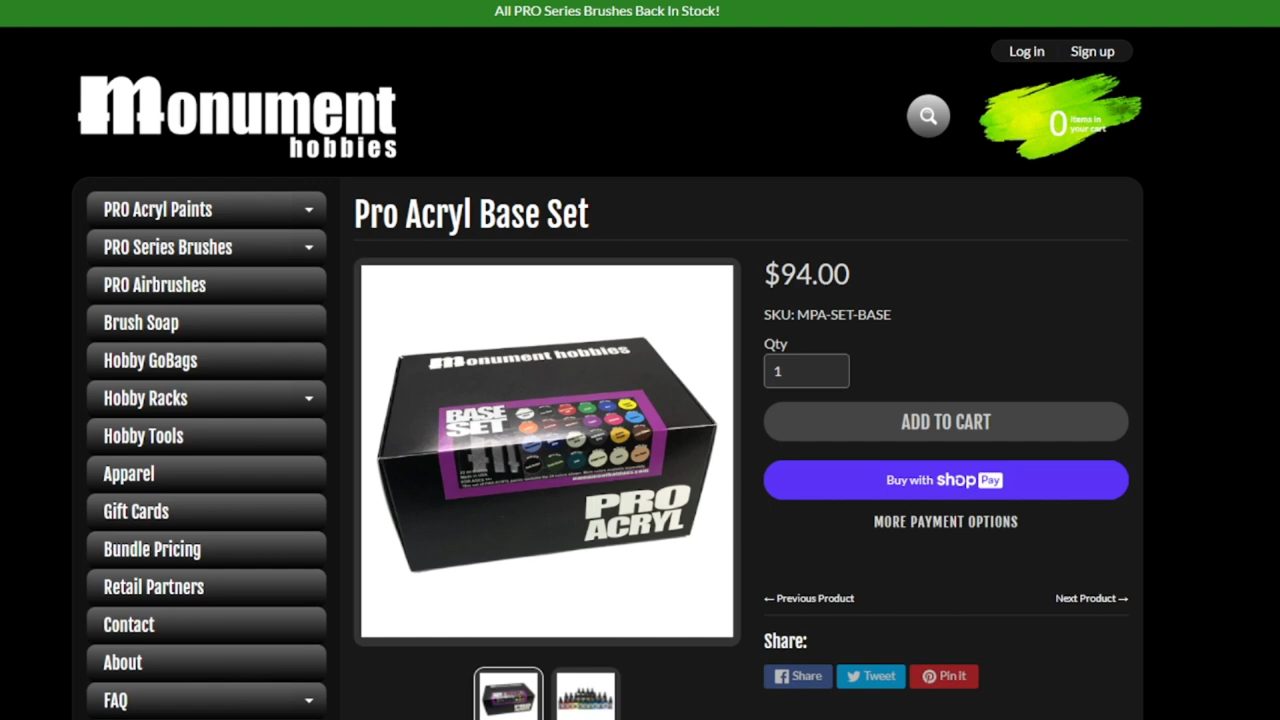 All PRO Series Brushes Back In Stock!
Log in
Sign up
Monument
hobbies
0 items in
your cart
PRO Acryl Paints
PRO Series Brushes
PRO Airbrushes
Brush Soap
Hobby GoBags
Hobby Racks
Hobby Tools
Apparel
Gift Cards
Bundle Pricing
Retail Partners
Contact
About
FAQ
Pro Acryl Base Set
monument hobbies
BASE
SET
PRO
ACRYL
$94.00
SKU: MPA-SET-BASE
Qty
1
ADD TO CART
Buy with shop Pay
MORE PAYMENT OPTIONS
← Previous Product
Next Product →
Share:
Share
Tweet
Pin It